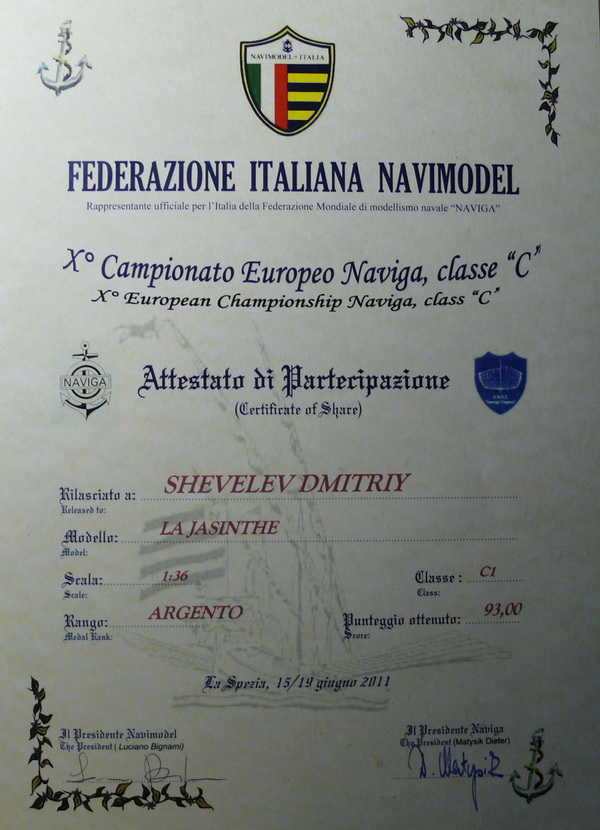 NAVIMODEL - ITALIA
FEDERAZIONE ITALIANA NAVIMODEL
Rappresentante ufficiale per l'Italia della Federazione Mondiale di modellismo navale "NAVIGA"
X° Campionato Europeo Naviga, classe "C"
X° European Championship Naviga, class "C"
NAVIGA
Attestato di Partecipazione
(Certificate of Share)
Rilasciato a: SHEVELEV DMITRIY
Released to:
Modello: LA JASINTHE
Model:
Scala: 1:36 Classe : C1
Scale: Class:
Rango: ARGENTO Punteggio ottenuto: 93,00
Medal Rank: Score:
La Spezia, 15/19 giugno 2011
Il Presidente Navimodel Il Presidente Naviga
The President ( Luciano Bignami) The President (Matysik Dieter)
D. Matysik